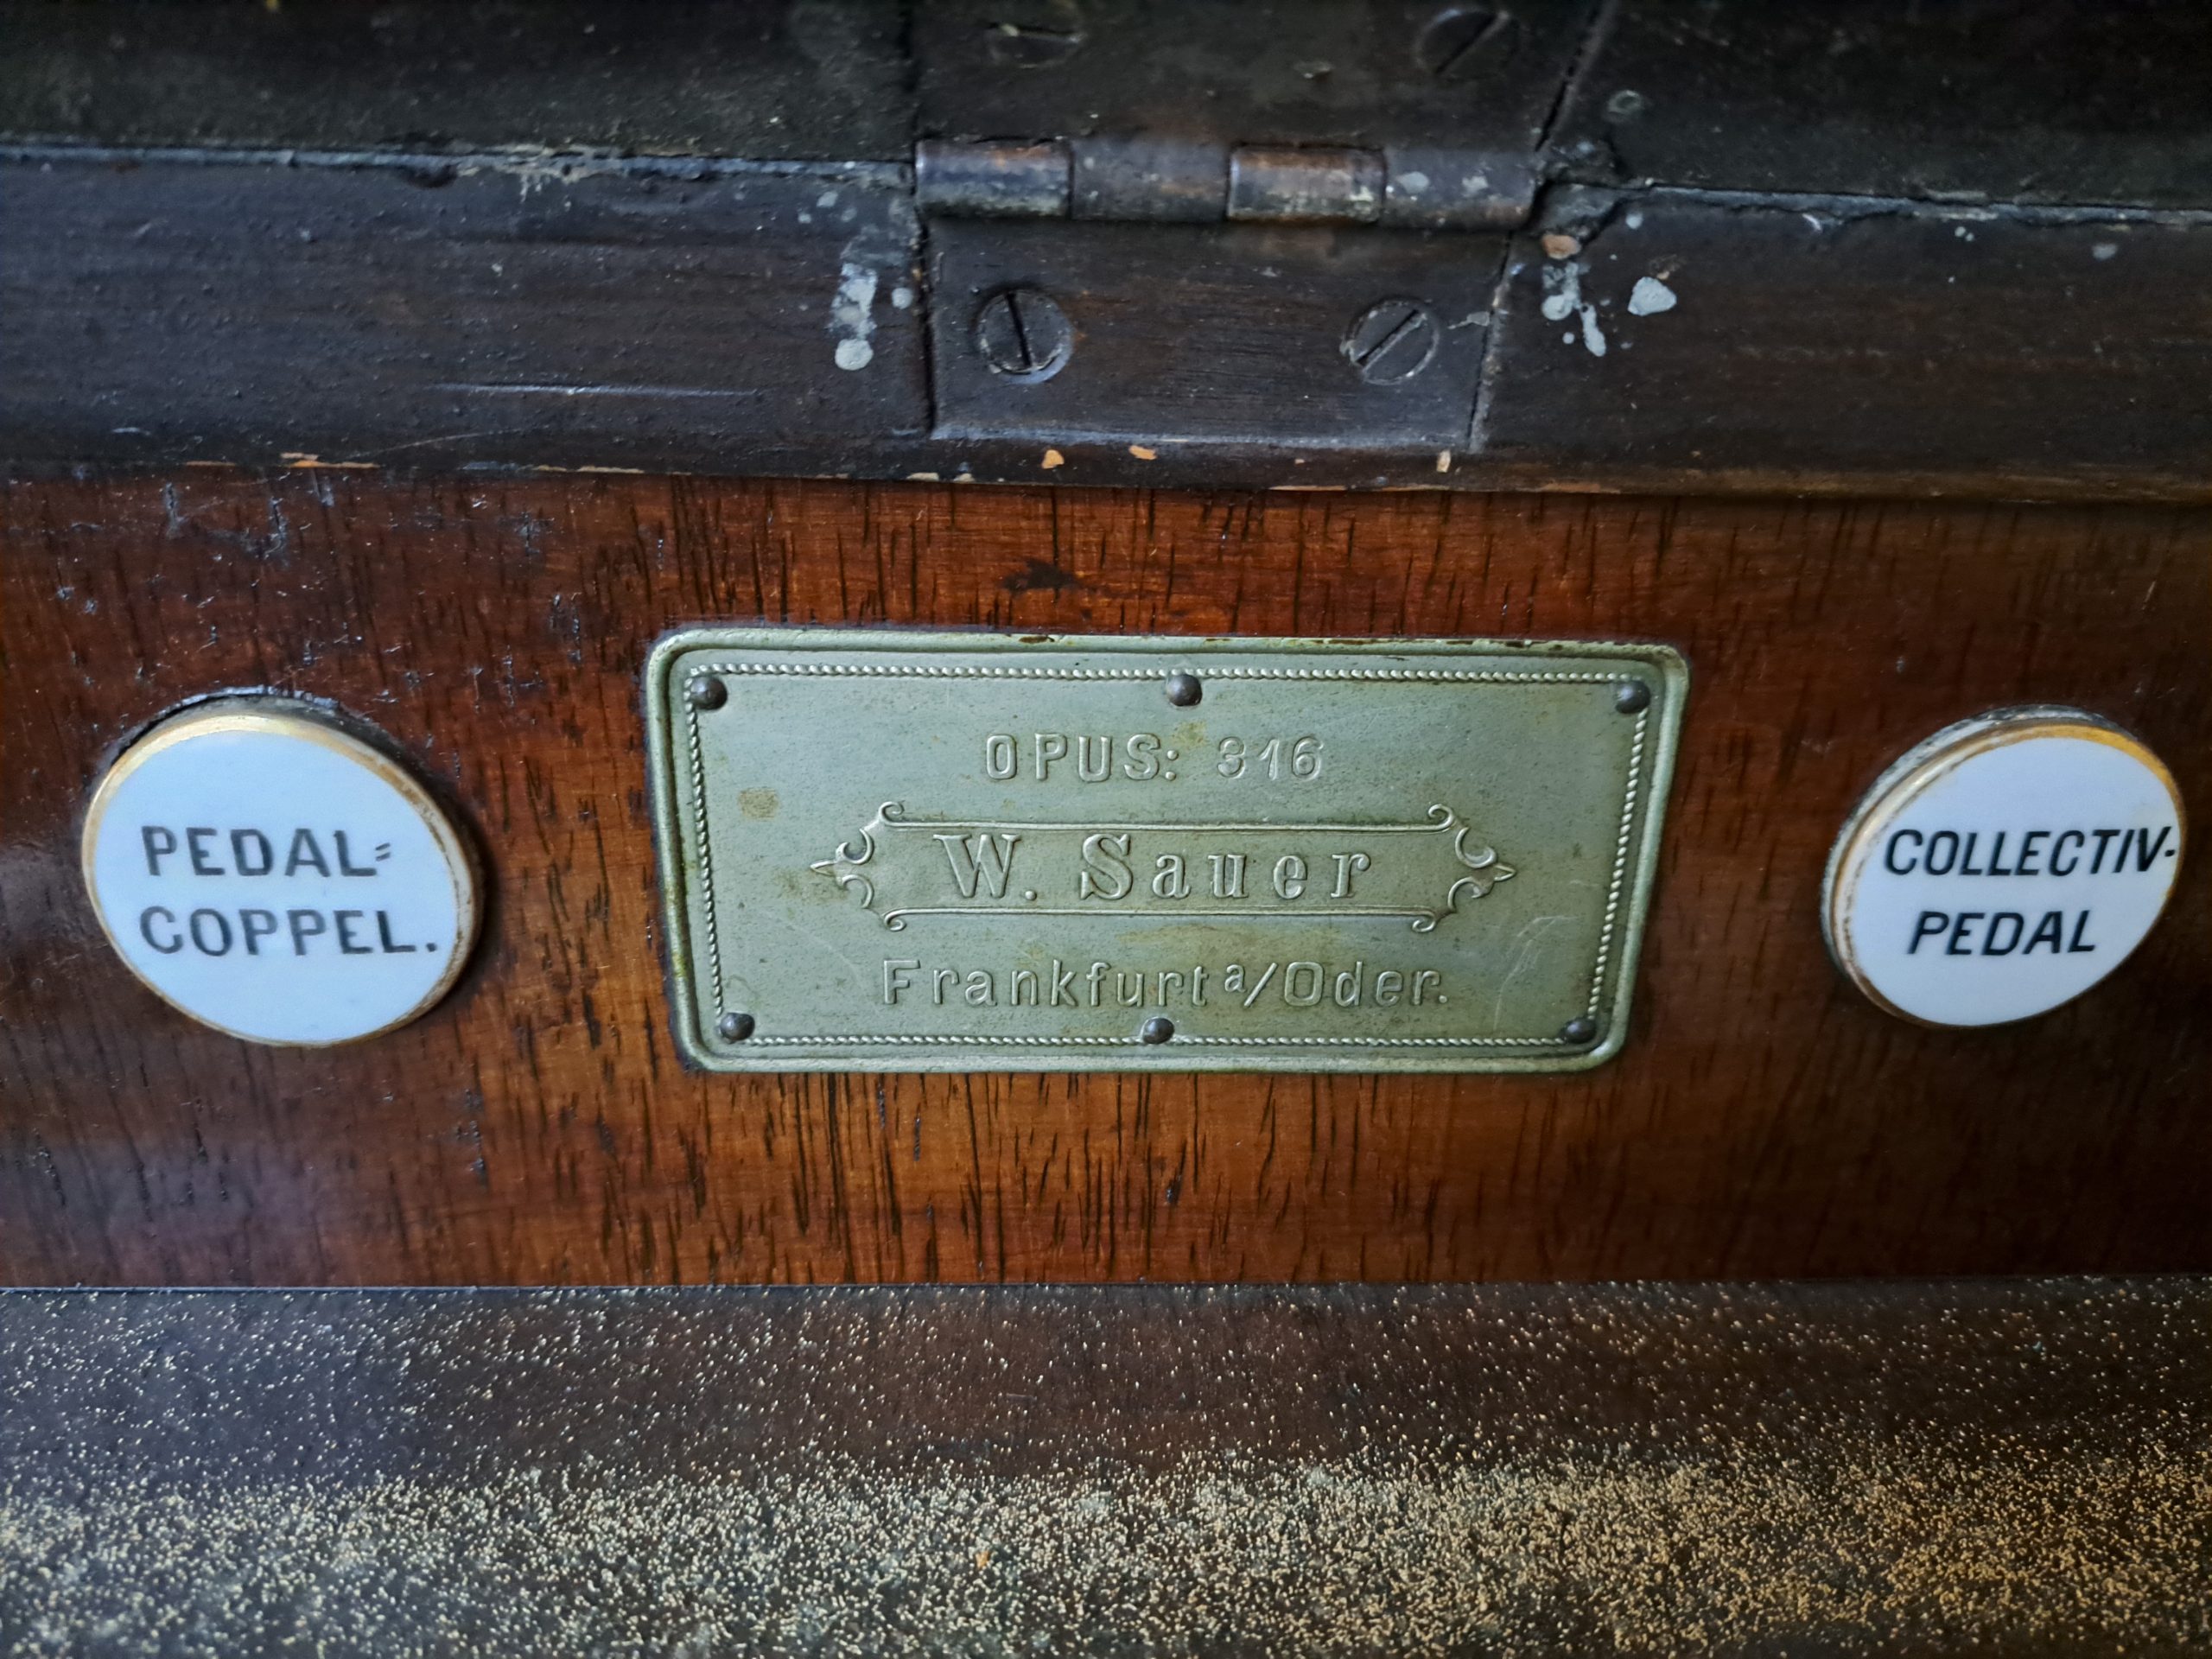 PEDAL=
COPPEL.
OPUS: 316
W. Sauer
Frankfurt a/Oder.
COLLECTIV-
PEDAL